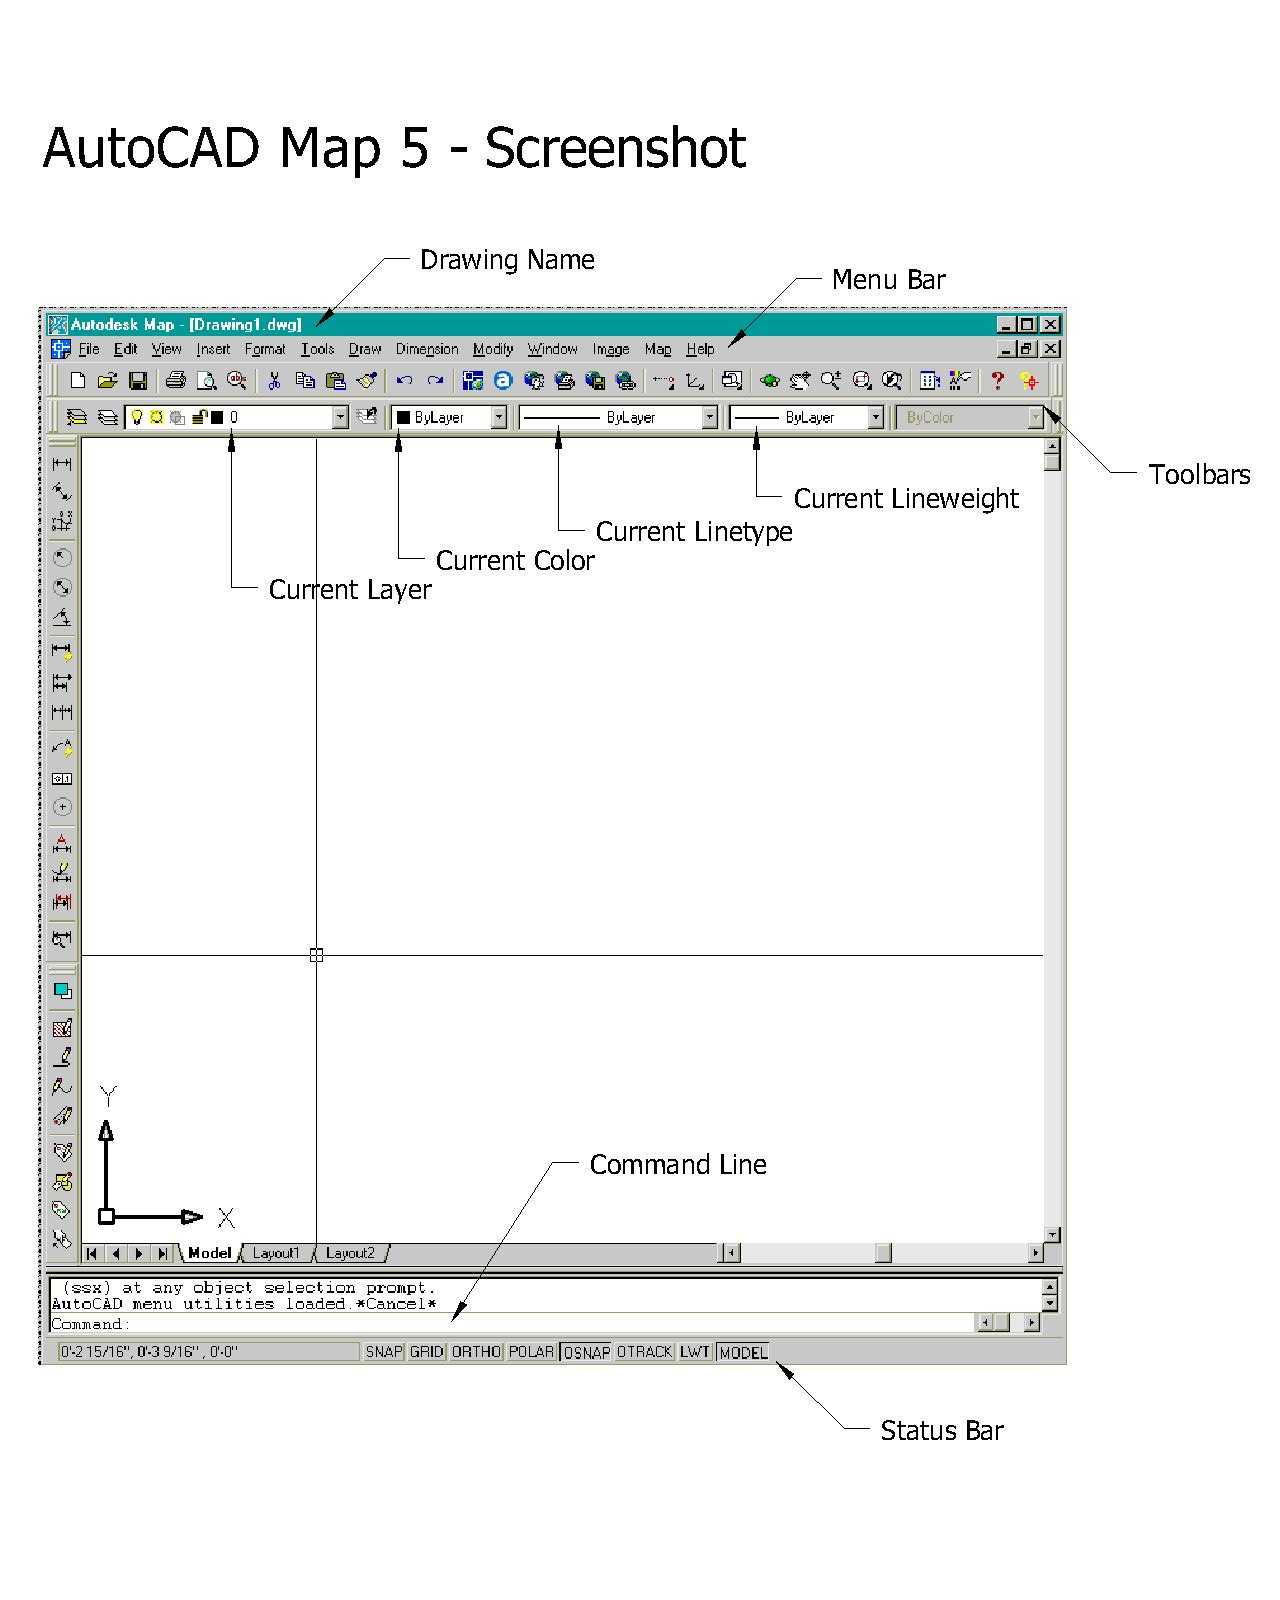 AutoCAD Map 5 - Screenshot
Drawing Name
Menu Bar
Autodesk Map - [Drawing1.dwg]
File Edit View Insert Format Tools Draw Dimension Modify Window Image Map Help
0 ByLayer ByLayer ByLayer ByColor
Toolbars
Current Lineweight
Current Linetype
Current Color
Current Layer
Y
Command Line
X
Model Layout1 Layout2
(ssx) at any object selection prompt.
AutoCAD menu utilities loaded.*Cancel*
Command:
0'-2 15/16", 0'-3 9/16" , 0'-0" SNAP GRID ORTHO POLAR OSNAP OTRACK LWT MODEL
Status Bar